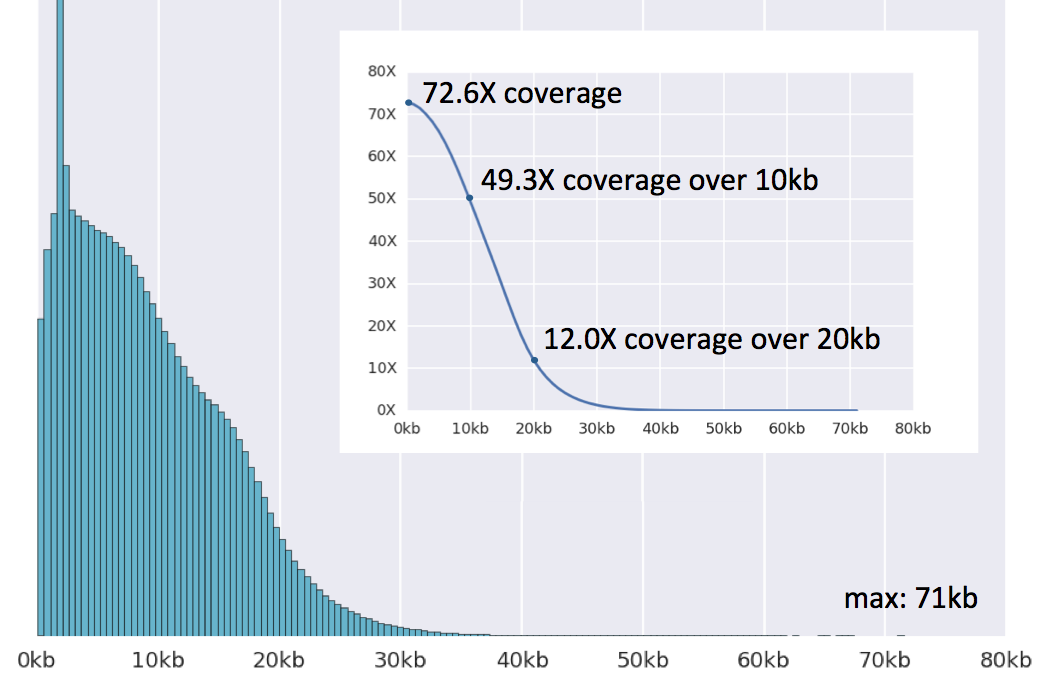 80X
72.6X coverage
70X
60X
49.3X coverage over 10kb
50X
40X
30X
20X
12.0X coverage over 20kb
10X
0X
0kb 10kb 20kb 30kb 40kb 50kb 60kb 70kb 80kb
max: 71kb
0kb 10kb 20kb 30kb 40kb 50kb 60kb 70kb 80kb